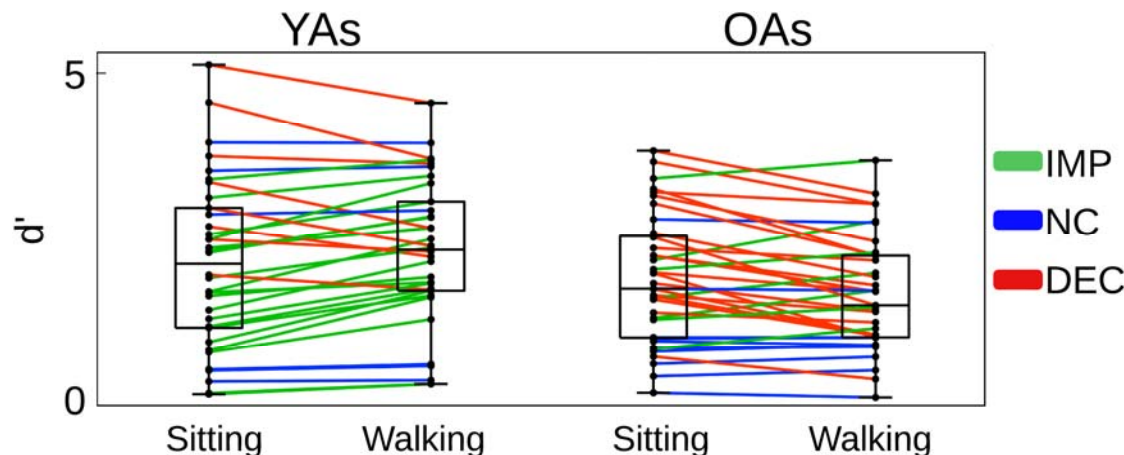 YAs OAs
5
d'
0
IMP
NC
DEC
Sitting Walking Sitting Walking